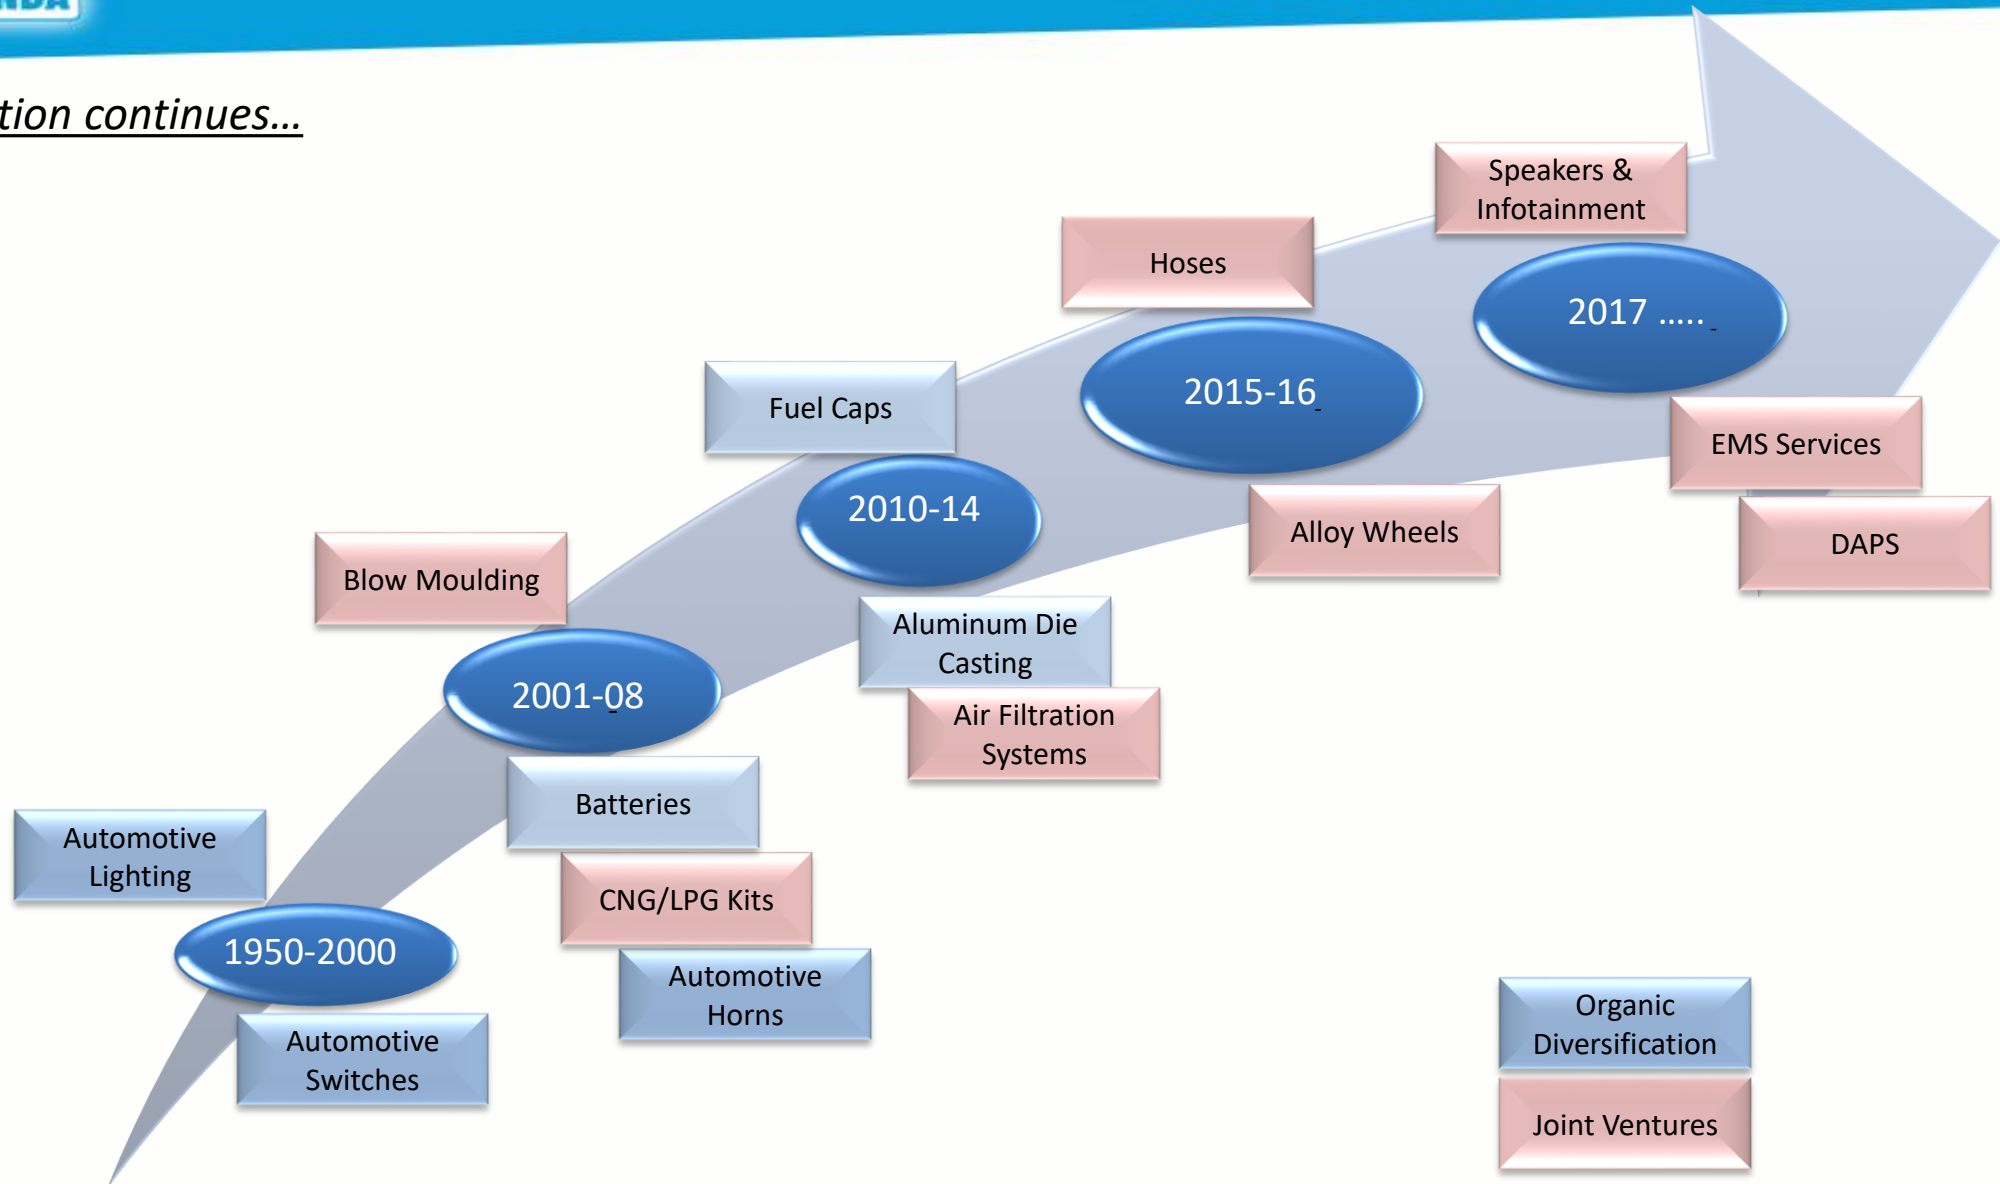 NDA
tion continues...
Speakers &
Infotainment
Hoses
2017 .....
2015-16
Fuel Caps
EMS Services
2010-14
Alloy Wheels
DAPS
Blow Moulding
Aluminum Die
Casting
2001-08
Air Filtration
Systems
Batteries
Automotive
Lighting
CNG/LPG Kits
1950-2000
Automotive
Horns
Automotive
Switches
Organic
Diversification
Joint Ventures